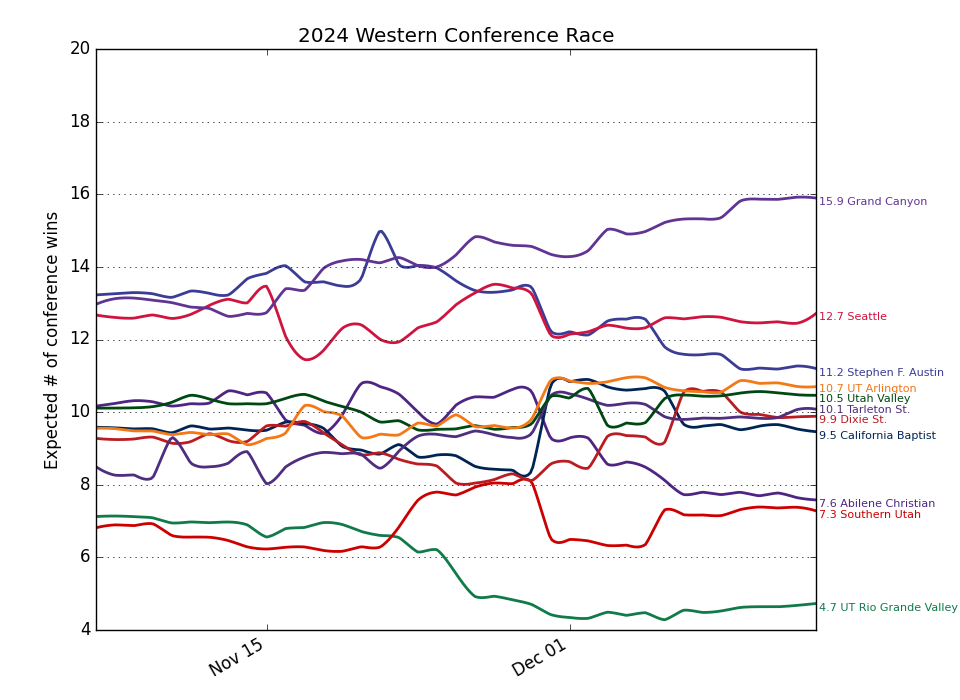 2024 Western Conference Race
Expected # of conference wins
20
18
16
14
12
10
8
6
4
Nov 15
Dec 01
15.9 Grand Canyon
12.7 Seattle
11.2 Stephen F. Austin
10.7 UT Arlington
10.5 Utah Valley
10.1 Tarleton St.
9.9 Dixie St.
9.5 California Baptist
7.6 Abilene Christian
7.3 Southern Utah
4.7 UT Rio Grande Valley